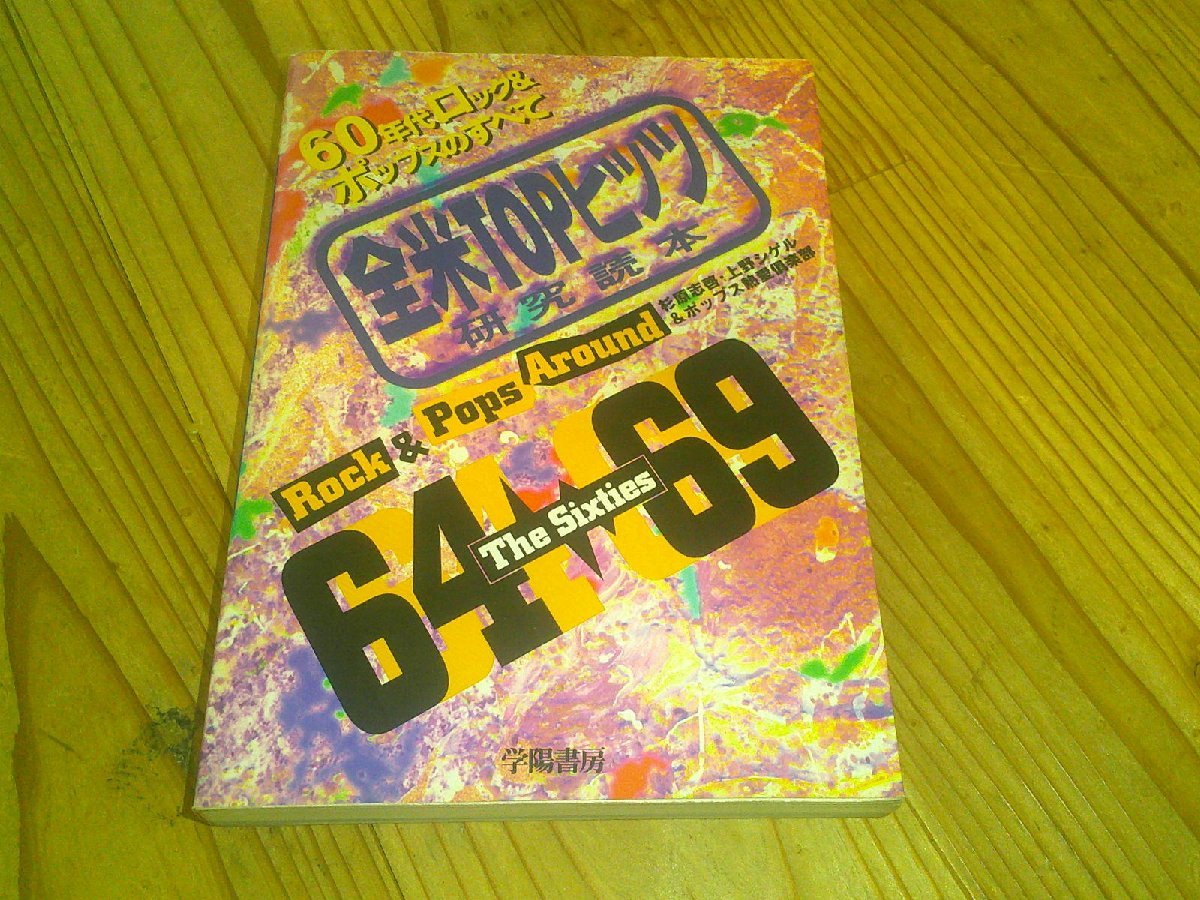 60年代ロック&
ポップスのすべて
全米TOPヒッツ
研究読本
杉原志啓・上野シゲル
&ポップス熱愛倶楽部
Rock & Pops Around
64 69
The Sixties
学陽書房